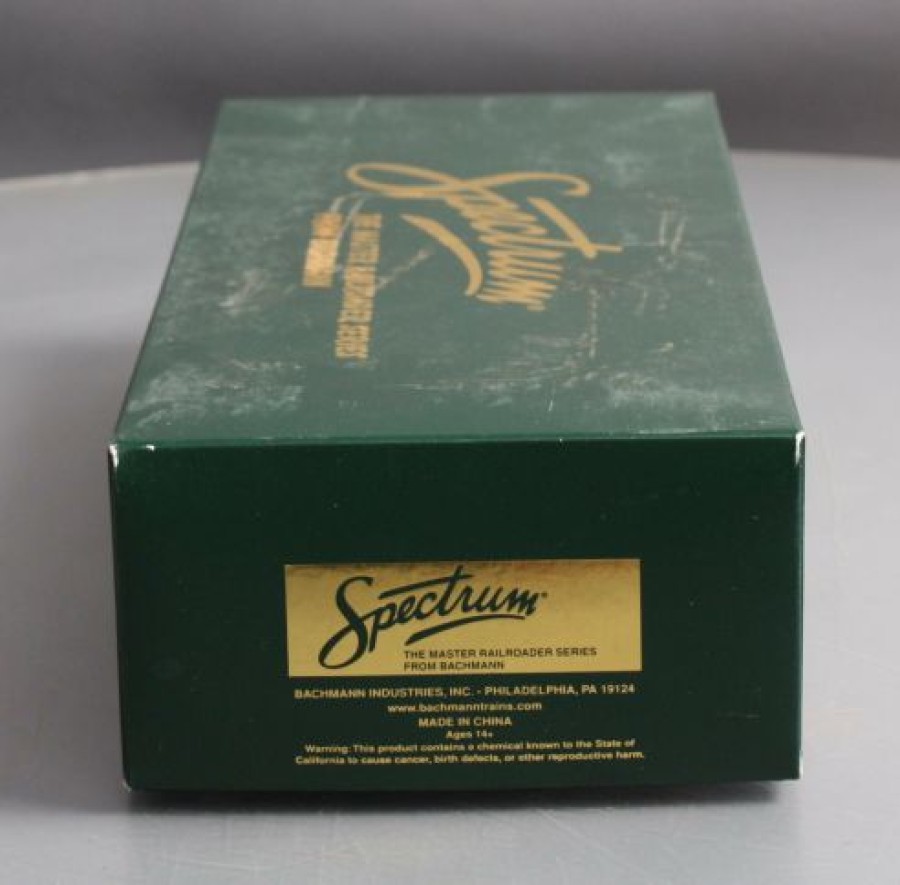 Spectrum®
THE MASTER RAILROADER SERIES
FROM BACHMANN
Spectrum®
THE MASTER RAILROADER SERIES
FROM BACHMANN
BACHMANN INDUSTRIES, INC. - PHILADELPHIA, PA 19124
www.bachmanntrains.com
MADE IN CHINA
Ages 14+
Warning: This product contains a chemical known to the State of
California to cause cancer, birth defects, or other reproductive harm.